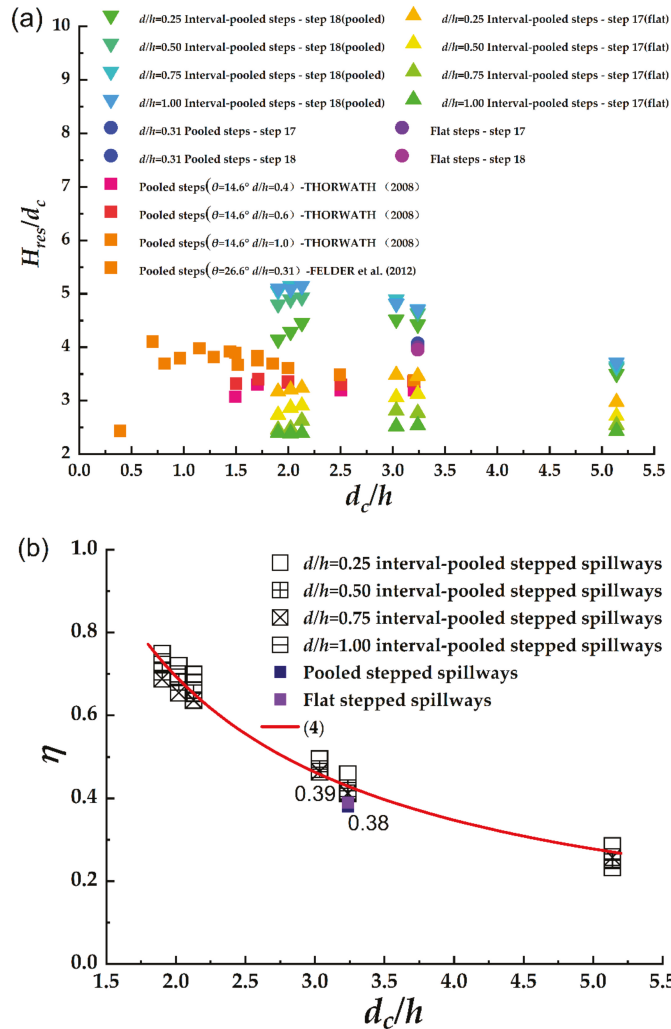 (a)
d/h=0.25 Interval-pooled steps - step 18(pooled)
d/h=0.50 Interval-pooled steps - step 18(pooled)
d/h=0.75 Interval-pooled steps - step 18(pooled)
d/h=1.00 Interval-pooled steps - step 18(pooled)
d/h=0.31 Pooled steps - step 17
d/h=0.31 Pooled steps - step 18
d/h=0.25 Interval-pooled steps - step 17(flat)
d/h=0.50 Interval-pooled steps - step 17(flat)
d/h=0.75 Interval-pooled steps - step 17(flat)
d/h=1.00 Interval-pooled steps - step 17(flat)
Flat steps - step 17
Flat steps - step 18
Pooled steps(θ=14.6° d/h=0.4) -THORWATH (2008)
Pooled steps(θ=14.6° d/h=0.6) -THORWATH (2008)
Pooled steps(θ=14.6° d/h=1.0) -THORWATH (2008)
Pooled steps(θ=26.6° d/h=0.31) -FELDER et al. (2012)
10
9
8
7
6
5
4
3
2
H_res/d_c
0.0 0.5 1.0 1.5 2.0 2.5 3.0 3.5 4.0 4.5 5.0 5.5
d_c/h
(b)
d/h=0.25 interval-pooled stepped spillways
d/h=0.50 interval-pooled stepped spillways
d/h=0.75 interval-pooled stepped spillways
d/h=1.00 interval-pooled stepped spillways
Pooled stepped spillways
Flat stepped spillways
(4)
1.0
0.8
0.6
0.4
0.2
0.0
η
0.39
0.38
1.5 2.0 2.5 3.0 3.5 4.0 4.5 5.0 5.5
d_c/h